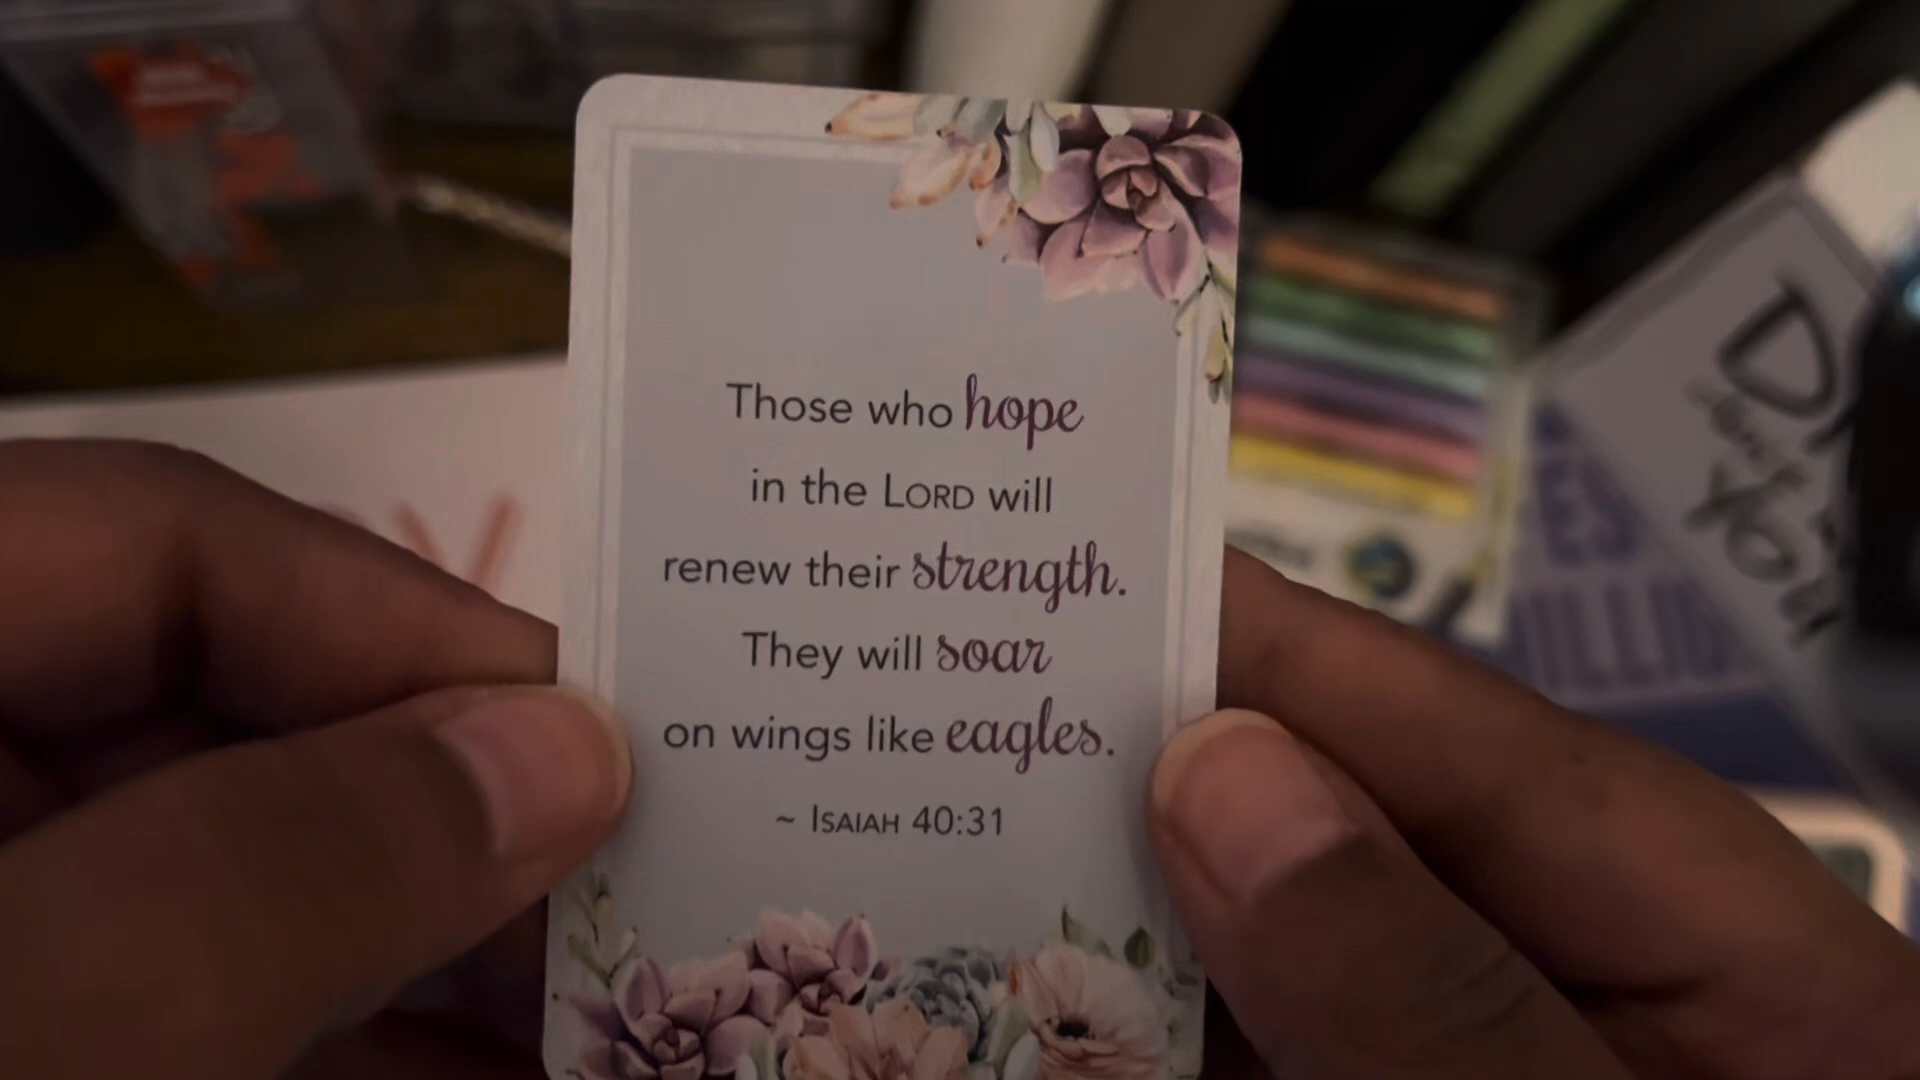 Those who hope
in the LORD will
renew their strength.
They will soar
on wings like eagles.
~ ISAIAH 40:31